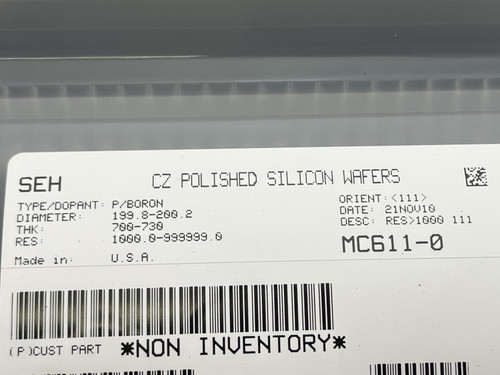 SEH CZ POLISHED SILICON WAFERS
TYPE/DOPANT: P/BORON ORIENT:<111>
DIAMETER: 199.8-200.2 DATE: 21NOV10
THK: 700-730 DESC: RES>1000 111
RES: 1000.0-999999.0
MC611-0
Made in: U.S.A.
(P)CUST PART *NON INVENTORY*